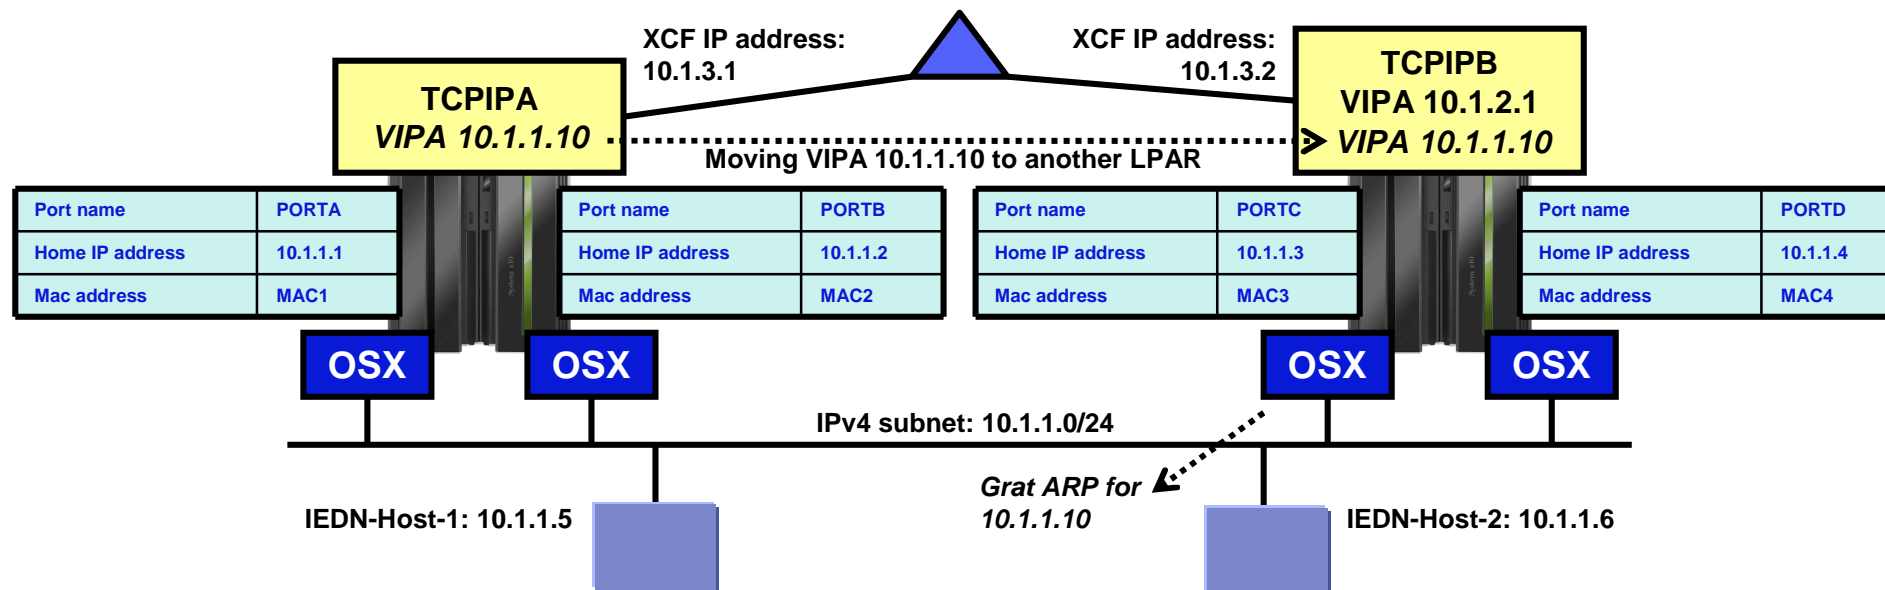 XCF IP address:
10.1.3.1
XCF IP address:
10.1.3.2
TCPIPA
VIPA 10.1.1.10
TCPIPB
VIPA 10.1.2.1
VIPA 10.1.1.10
Moving VIPA 10.1.1.10 to another LPAR
Port name PORTA
Home IP address 10.1.1.1
Mac address MAC1
Port name PORTB
Home IP address 10.1.1.2
Mac address MAC2
Port name PORTC
Home IP address 10.1.1.3
Mac address MAC3
Port name PORTD
Home IP address 10.1.1.4
Mac address MAC4
System z10
System z10
OSX
OSX
OSX
OSX
IPv4 subnet: 10.1.1.0/24
Grat ARP for
10.1.1.10
IEDN-Host-1: 10.1.1.5
IEDN-Host-2: 10.1.1.6